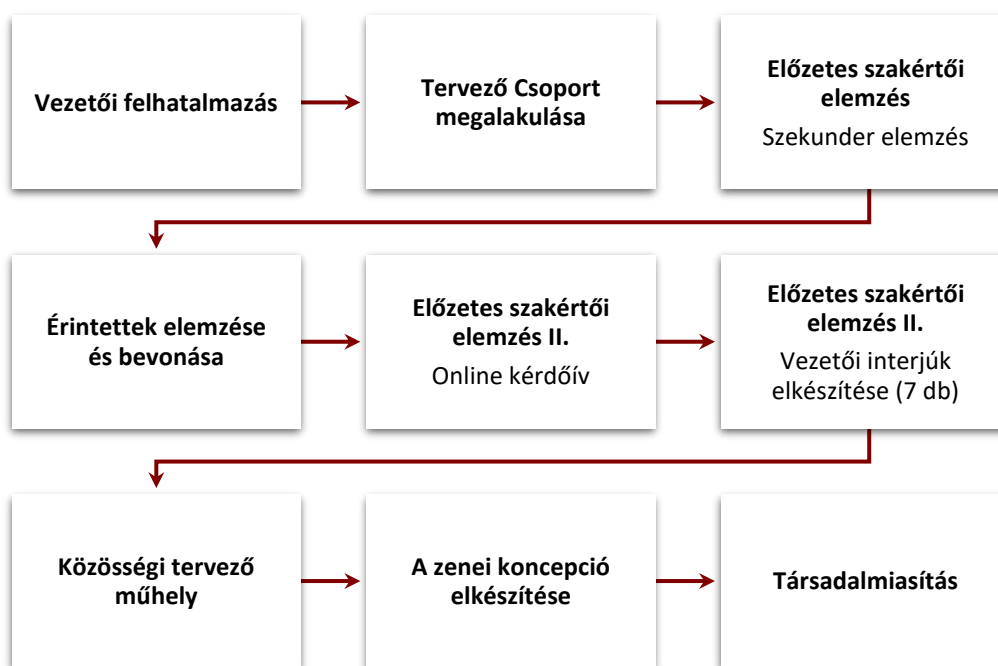 Vezetői felhatalmazás
Tervező Csoport
megalakulása
Előzetes szakértői
elemzés
Szekunder elemzés
Érintettek elemzése
és bevonása
Előzetes szakértői
elemzés II.
Online kérdőív
Előzetes szakértői
elemzés II.
Vezetői interjúk
elkészítése (7 db)
Közösségi tervező
műhely
A zenei koncepció
elkészítése
Társadalmiasítás